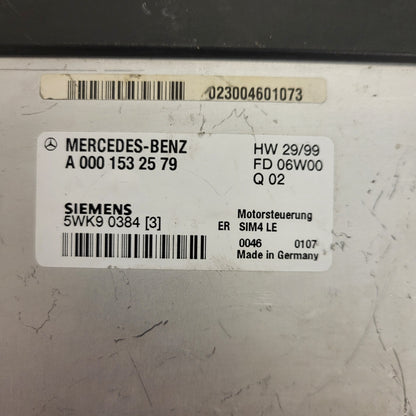 023004601073
MERCEDES-BENZ
A 000 153 25 79
HW 29/99
FD 06W00
Q 02
SIEMENS
5WK9 0384 [3]
ER
Motorsteuerung
SIM4 LE
0046 0107
Made in Germany